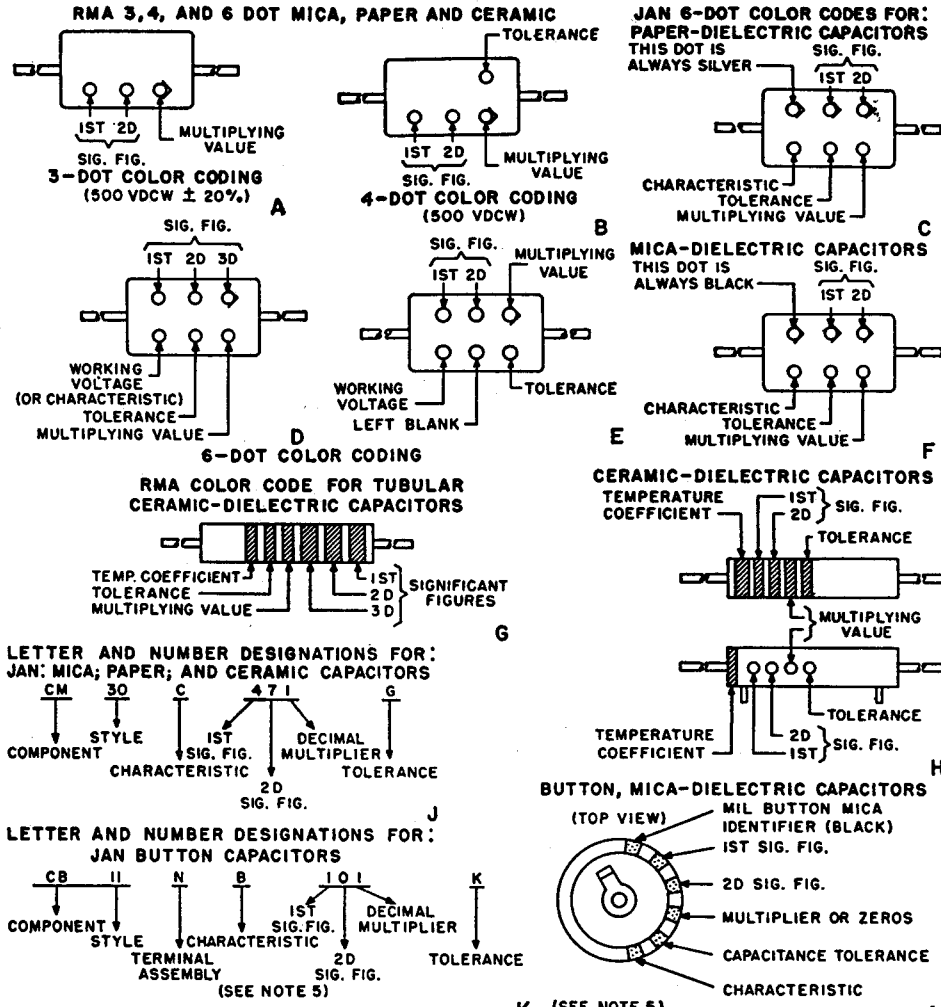 RMA 3,4, AND 6 DOT MICA, PAPER AND CERAMIC
1ST 2D
SIG. FIG.
MULTIPLYING
VALUE
3-DOT COLOR CODING
(500 VDCW ± 20%)
A
TOLERANCE
1ST 2D
SIG. FIG.
MULTIPLYING
VALUE
4-DOT COLOR CODING
(500 VDCW)
B
JAN 6-DOT COLOR CODES FOR:
PAPER-DIELECTRIC CAPACITORS
THIS DOT IS
ALWAYS SILVER
SIG. FIG.
1ST 2D
CHARACTERISTIC
TOLERANCE
MULTIPLYING VALUE
C
SIG. FIG.
1ST 2D 3D
WORKING
VOLTAGE
(OR CHARACTERISTIC)
TOLERANCE
MULTIPLYING VALUE
D
6-DOT COLOR CODING
SIG. FIG.
1ST 2D
MULTIPLYING
VALUE
WORKING
VOLTAGE
LEFT BLANK
TOLERANCE
E
MICA-DIELECTRIC CAPACITORS
THIS DOT IS
ALWAYS BLACK
SIG. FIG.
1ST 2D
CHARACTERISTIC
TOLERANCE
MULTIPLYING VALUE
F
RMA COLOR CODE FOR TUBULAR
CERAMIC-DIELECTRIC CAPACITORS
TEMP. COEFFICIENT
TOLERANCE
MULTIPLYING VALUE
1ST
2D
3D
SIGNIFICANT
FIGURES
G
CERAMIC-DIELECTRIC CAPACITORS
TEMPERATURE
COEFFICIENT
1ST
2D
SIG. FIG.
TOLERANCE
MULTIPLYING
VALUE
TOLERANCE
TEMPERATURE
COEFFICIENT
2D
1ST
SIG. FIG.
H
LETTER AND NUMBER DESIGNATIONS FOR:
JAN: MICA; PAPER; AND CERAMIC CAPACITORS
CM 30 C 471 G
COMPONENT
STYLE
CHARACTERISTIC
1ST
SIG. FIG.
2D
SIG. FIG.
DECIMAL
MULTIPLIER
TOLERANCE
J
LETTER AND NUMBER DESIGNATIONS FOR:
JAN BUTTON CAPACITORS
CB 11 N B 101 K
COMPONENT
STYLE
TERMINAL
ASSEMBLY
CHARACTERISTIC
1ST
SIG. FIG.
2D
SIG. FIG.
DECIMAL
MULTIPLIER
TOLERANCE
(SEE NOTE 5)
BUTTON, MICA-DIELECTRIC CAPACITORS
(TOP VIEW)
MIL BUTTON MICA
IDENTIFIER (BLACK)
1ST SIG. FIG.
2D SIG. FIG.
MULTIPLIER OR ZEROS
CAPACITANCE TOLERANCE
CHARACTERISTIC
K (SEE NOTE 5)